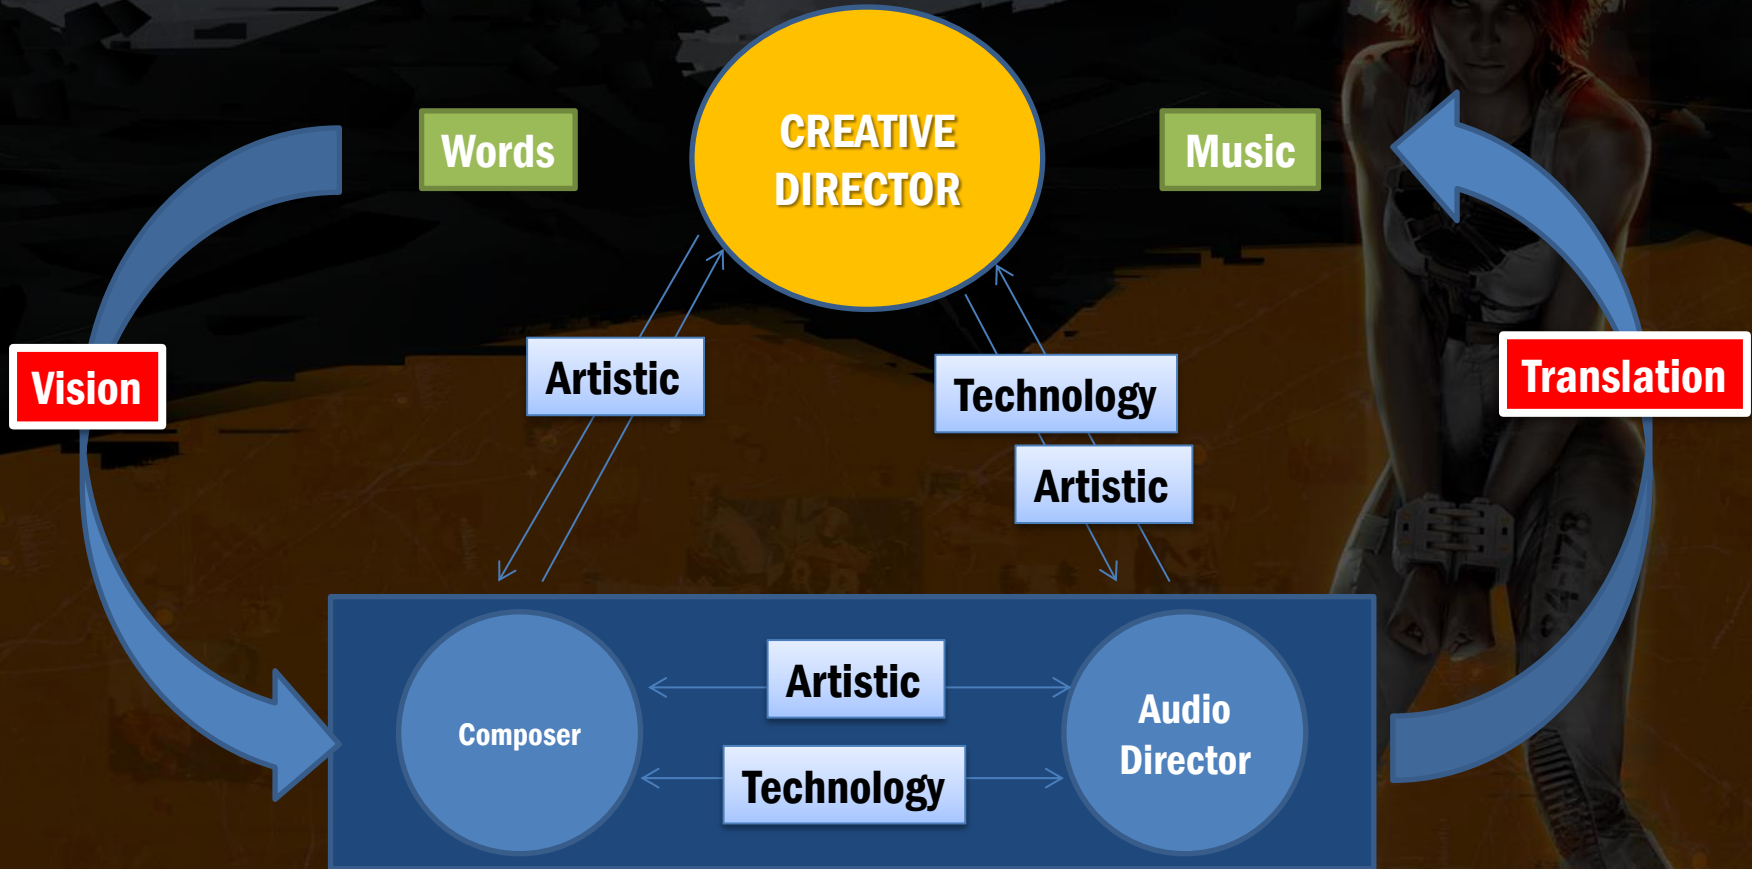 CREATIVE
DIRECTOR
Words
Music
Vision
Translation
Artistic
Technology
Artistic
Artistic
Composer
Audio
Director
Technology